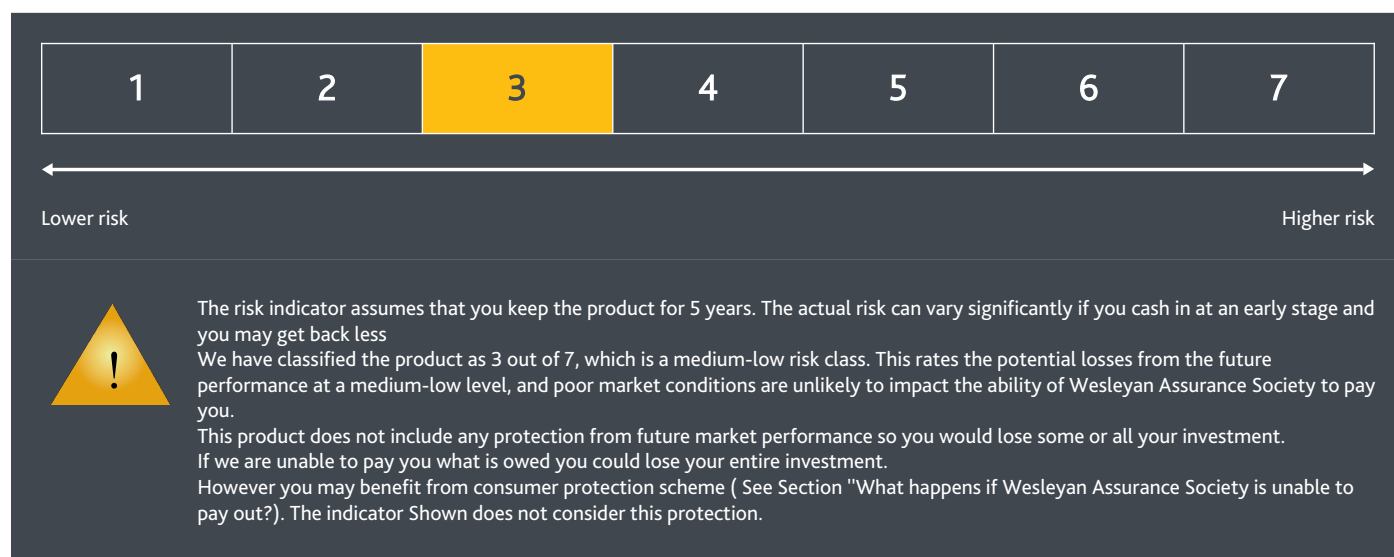 1 2 3 4 5 6 7
Lower risk Higher risk
!
The risk indicator assumes that you keep the product for 5 years. The actual risk can vary significantly if you cash in at an early stage and
you may get back less
We have classified the product as 3 out of 7, which is a medium-low risk class. This rates the potential losses from the future
performance at a medium-low level, and poor market conditions are unlikely to impact the ability of Wesleyan Assurance Society to pay
you.
This product does not include any protection from future market performance so you would lose some or all your investment.
If we are unable to pay you what is owed you could lose your entire investment.
However you may benefit from consumer protection scheme ( See Section "What happens if Wesleyan Assurance Society is unable to
pay out?). The indicator Shown does not consider this protection.